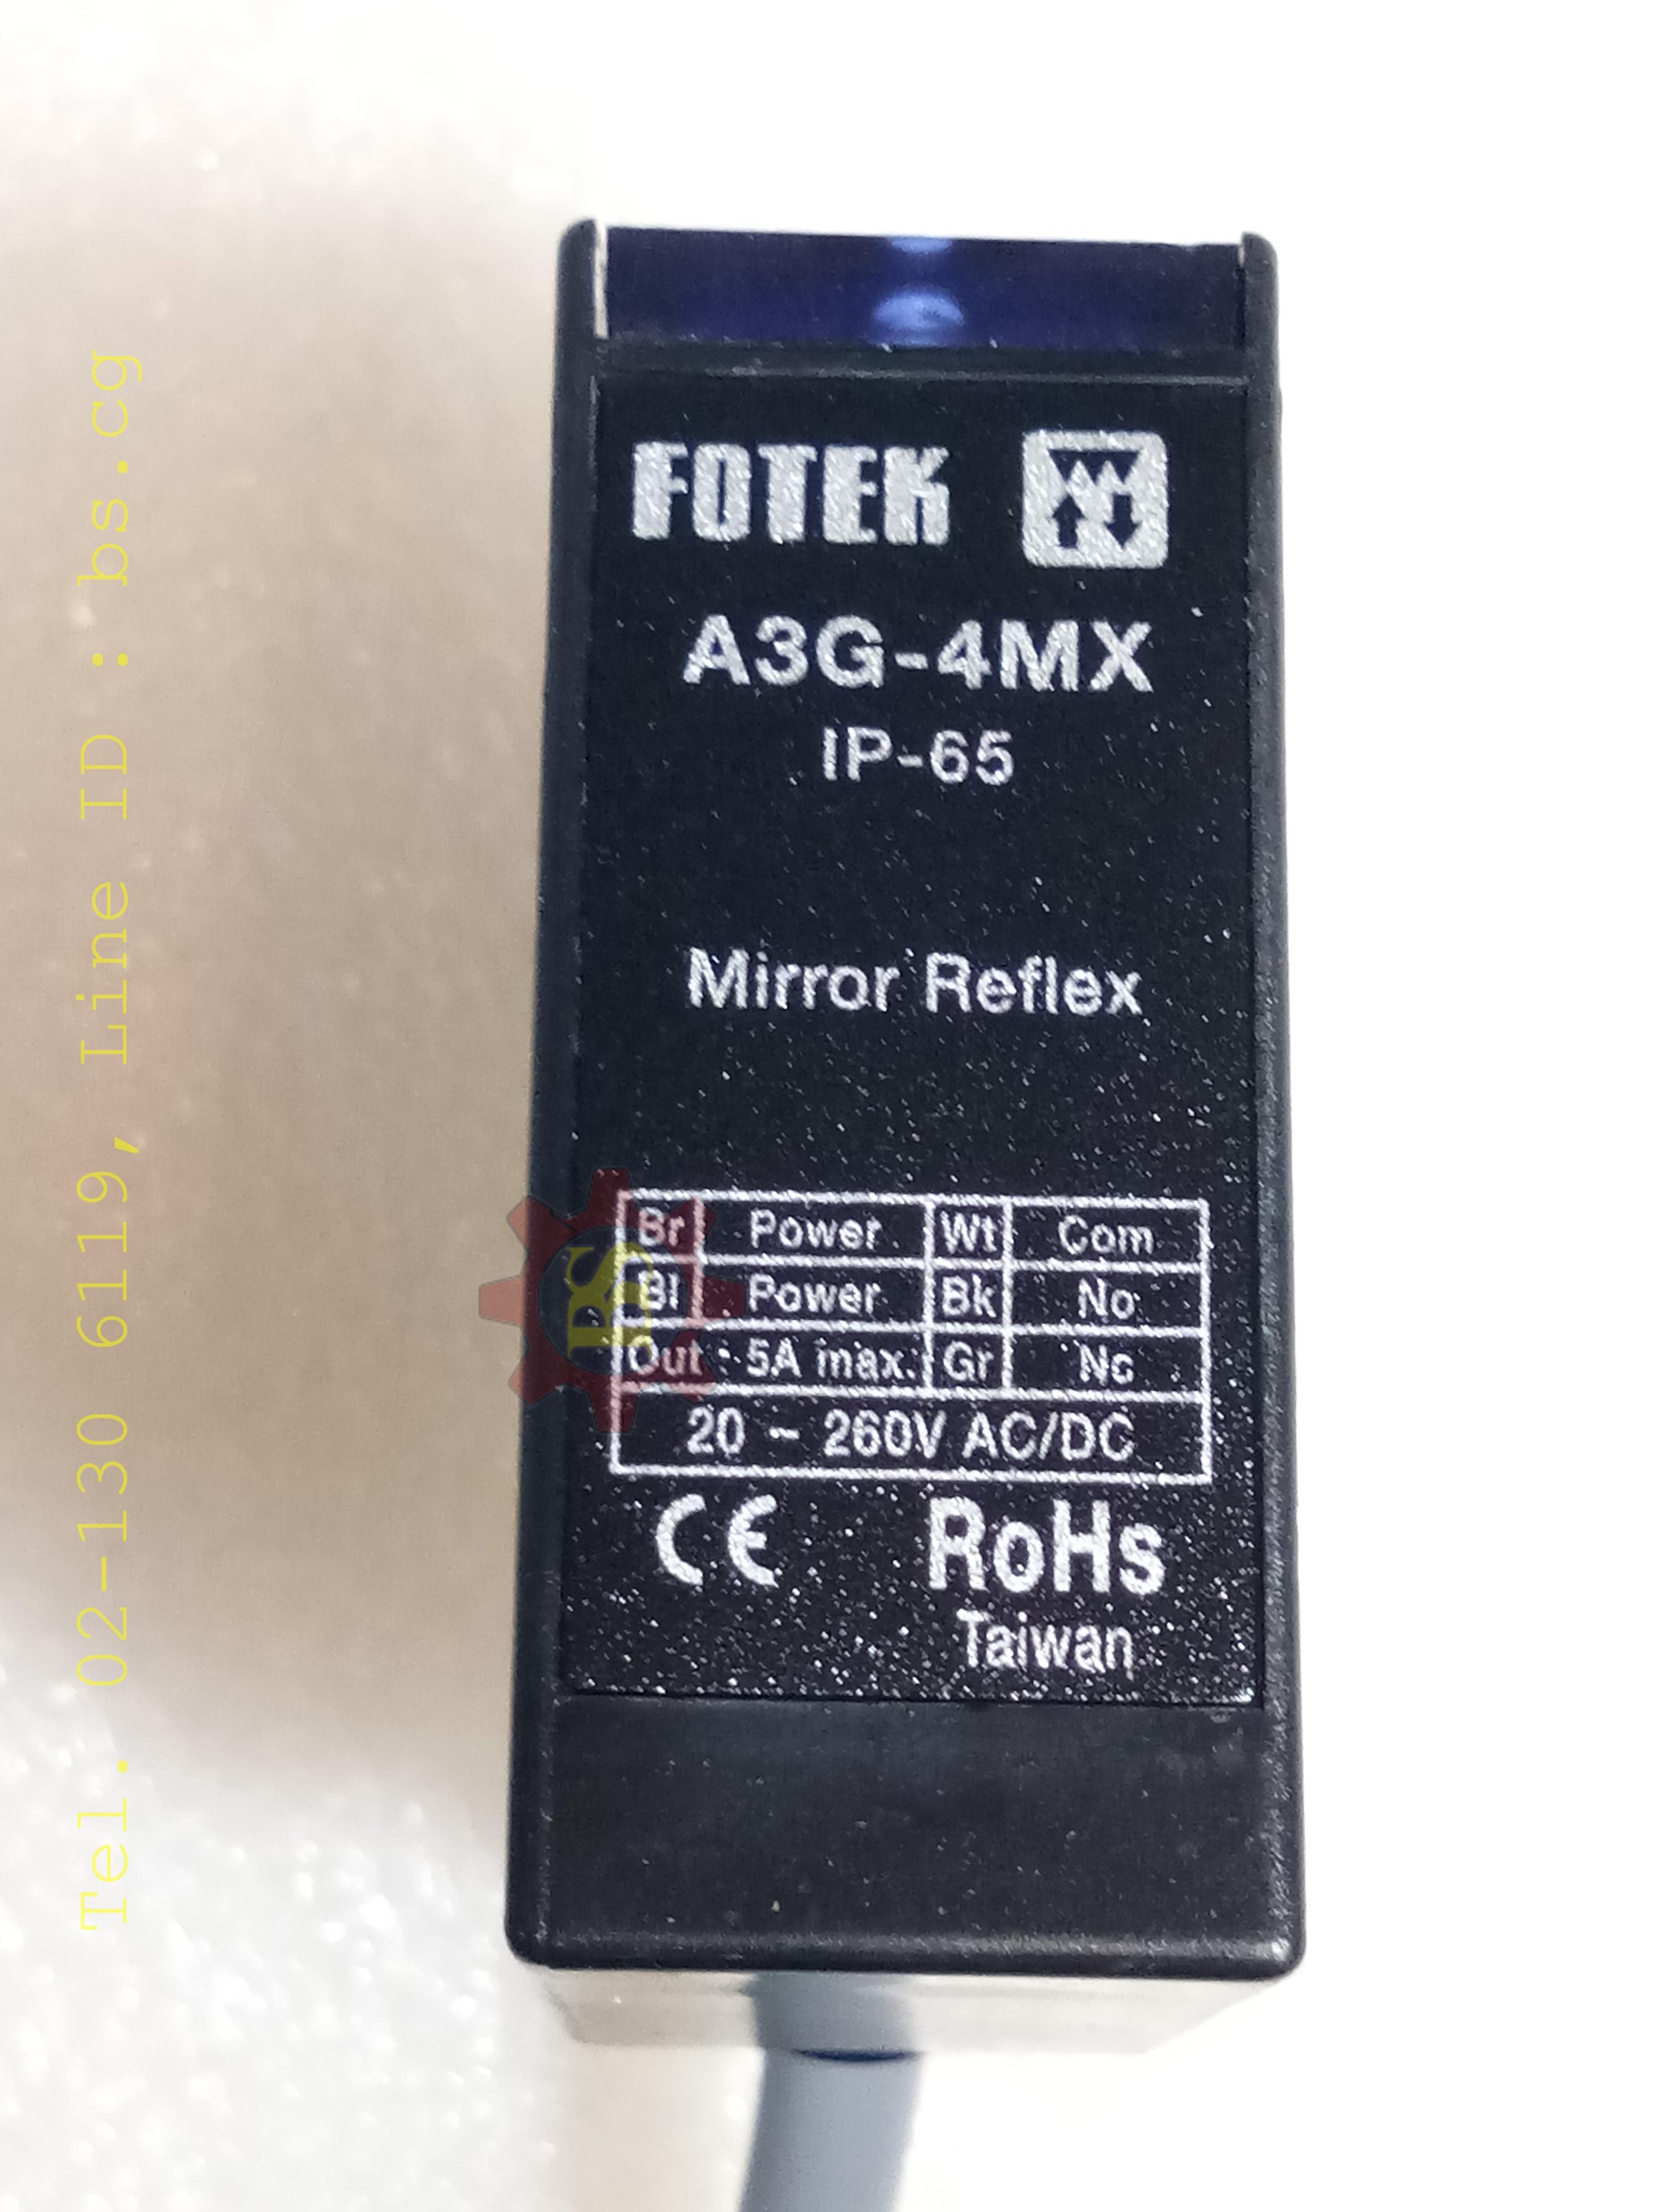 FOTEK
A3G-4MX
IP-65
Mirror Reflex
Br Power Wt Com
Bl Power Bk No
Out : 5A max. Gr Nc
20 ~ 260V AC/DC
CE RoHs
Taiwan
BS
Tel. 02-130 6119, Line ID : bs.cg